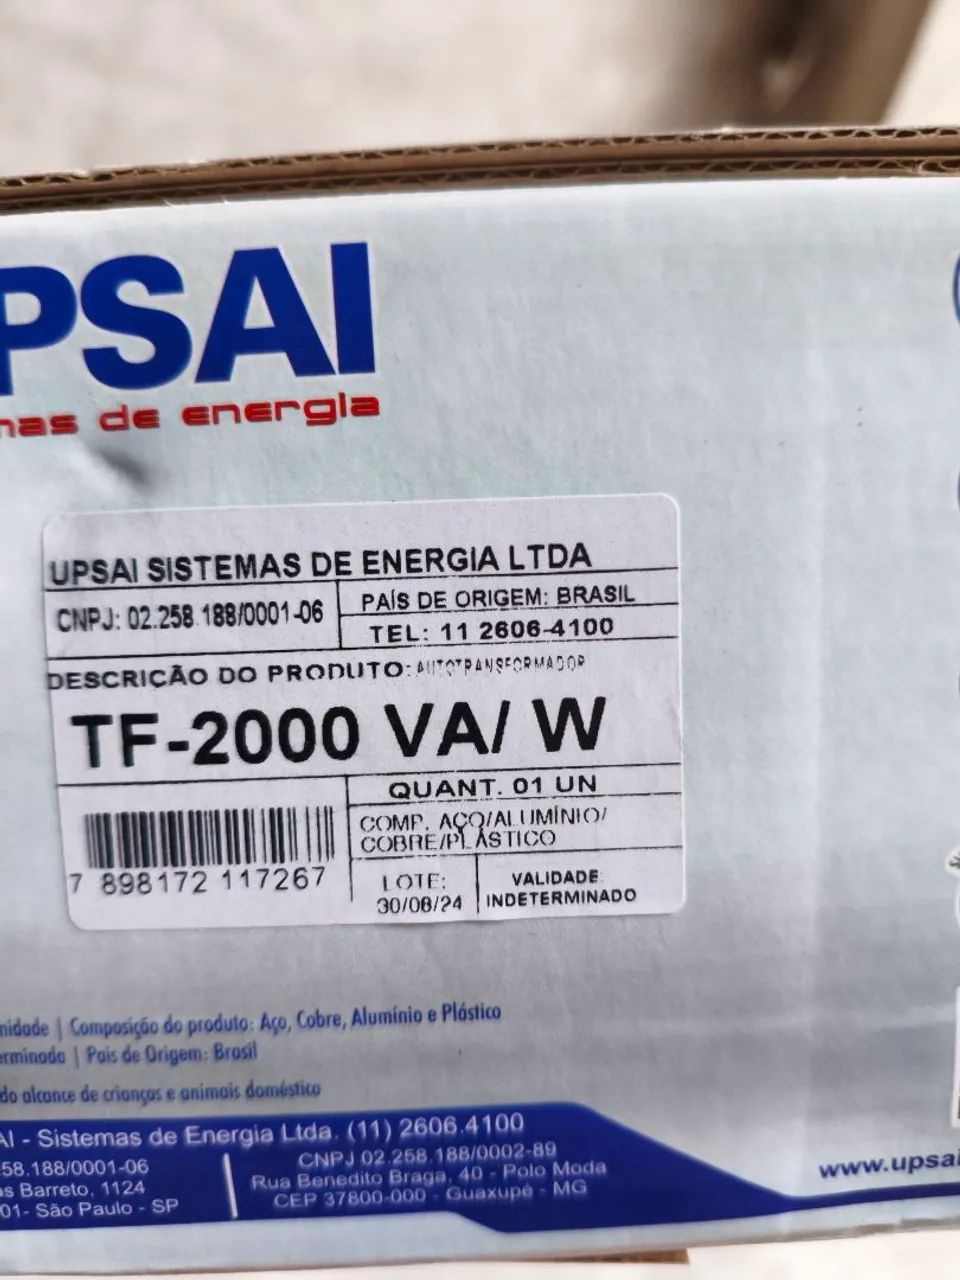 UPSAI
de energia
UPSAI SISTEMAS DE ENERGIA LTDA
CNPJ: 02.258.188/0001-06
PAÍS DE ORIGEM: BRASIL
TEL: 11 2606-4100
DESCRIÇÃO DO PRODUTO: AUTOTRANSFORMADOR
TF-2000 VA/ W
QUANT. 01 UN
COMP. AÇO/ALUMÍNIO/
COBRE/PLÁSTICO
7 898172 117267
LOTE:
30/08/24
VALIDADE
INDETERMINADO
nidade | Composição do produto: Aço, Cobre, Alumínio e Plástico
erminada | País de Origem: Brasil
do alcance de crianças e animais doméstico
AI - Sistemas de Energia Ltda. (11) 2606.4100
58.188/0001-06
as Barreto, 1124
01- São Paulo - SP
CNPJ 02.258.188/0002-89
Rua Benedito Braga, 40 - Polo Moda
CEP 37800-000 - Guaxupé - MG
www.upsai